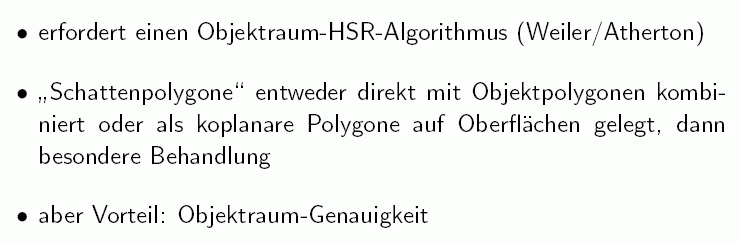 • erfordert einen Objektraum-HSR-Algorithmus (Weiler/Atherton)
• „Schattenpolygone“ entweder direkt mit Objektpolygonen kombi-
niert oder als koplanare Polygone auf Oberflächen gelegt, dann
besondere Behandlung
• aber Vorteil: Objektraum-Genauigkeit